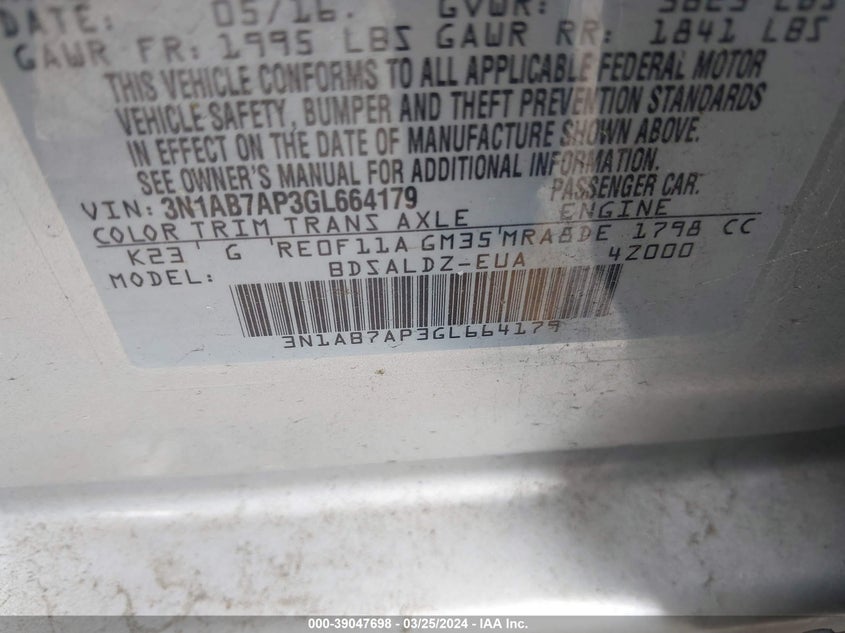 DATE: 05/16. GVWR: 3825 LBS
GAWR FR: 1995 LBS GAWR RR: 1841 LBS
THIS VEHICLE CONFORMS TO ALL APPLICABLE FEDERAL MOTOR
VEHICLE SAFETY, BUMPER AND THEFT PREVENTION STANDARDS
IN EFFECT ON THE DATE OF MANUFACTURE SHOWN ABOVE.
SEE OWNER'S MANUAL FOR ADDITIONAL INFORMATION.
VIN: 3N1AB7AP3GL664179 PASSENGER CAR.
COLOR TRIM TRANS AXLE ENGINE
K23 G RE0F11A GM35 MRA8DE 1798 CC
MODEL: BDSALDZ-EUA 4Z000
3N1AB7AP3GL664179
000-39047698 - 03/25/2024 - IAA Inc.